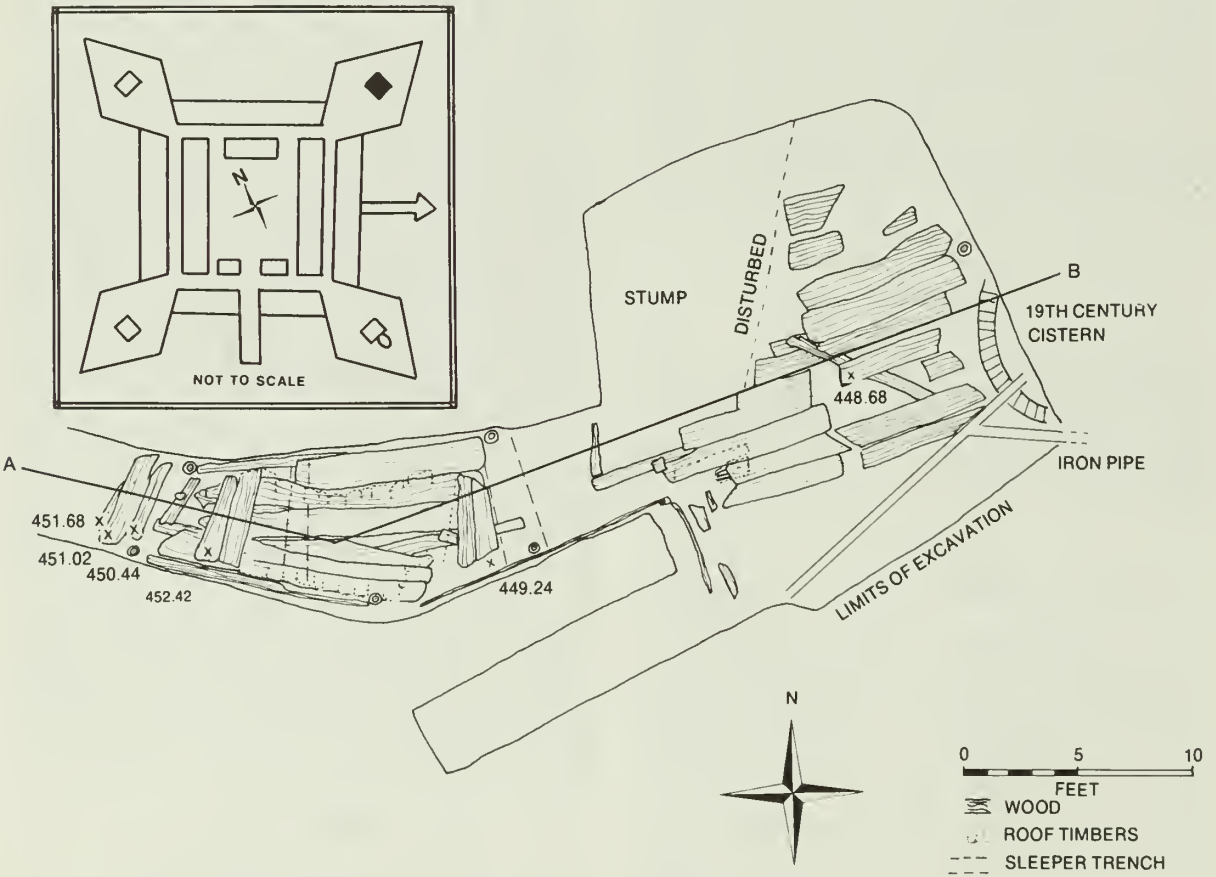 N
NOT TO SCALE
STUMP
DISTURBED
B
19TH CENTURY
CISTERN
448.68
IRON PIPE
LIMITS OF EXCAVATION
A
451.68
451.02
450.44
452.42
449.24
N
0 5 10
FEET
WOOD
ROOF TIMBERS
SLEEPER TRENCH